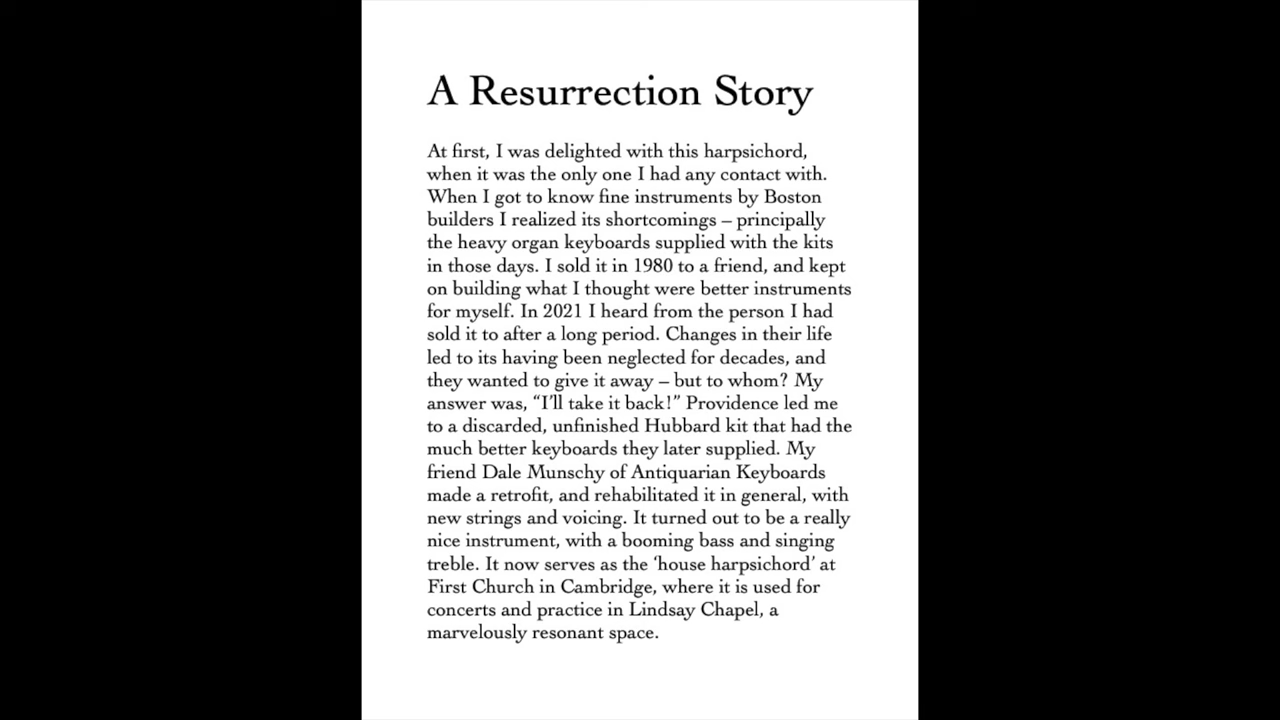 A Resurrection Story
At first, I was delighted with this harpsichord,
when it was the only one I had any contact with.
When I got to know fine instruments by Boston
builders I realized its shortcomings – principally
the heavy organ keyboards supplied with the kits
in those days. I sold it in 1980 to a friend, and kept
on building what I thought were better instruments
for myself. In 2021 I heard from the person I had
sold it to after a long period. Changes in their life
led to its having been neglected for decades, and
they wanted to give it away – but to whom? My
answer was, “I’ll take it back!” Providence led me
to a discarded, unfinished Hubbard kit that had the
much better keyboards they later supplied. My
friend Dale Munschy of Antiquarian Keyboards
made a retrofit, and rehabilitated it in general, with
new strings and voicing. It turned out to be a really
nice instrument, with a booming bass and singing
treble. It now serves as the ‘house harpsichord’ at
First Church in Cambridge, where it is used for
concerts and practice in Lindsay Chapel, a
marvelously resonant space.